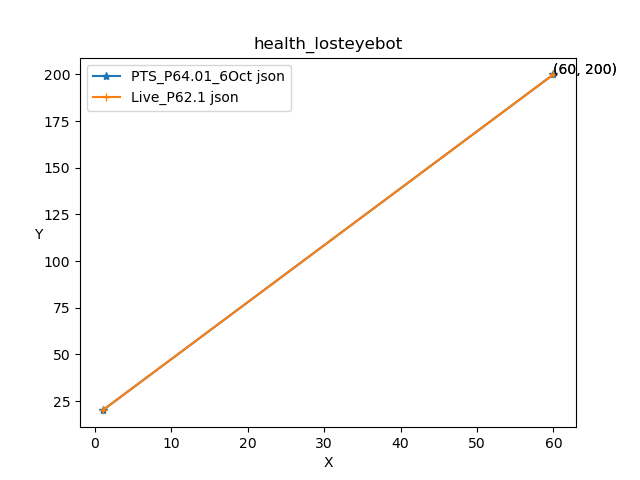 health_losteyebot
PTS_P64.01_6Oct json
Live_P62.1 json
(60, 200)
200
175
150
125
100
75
50
25
Y
0 10 20 30 40 50 60
X